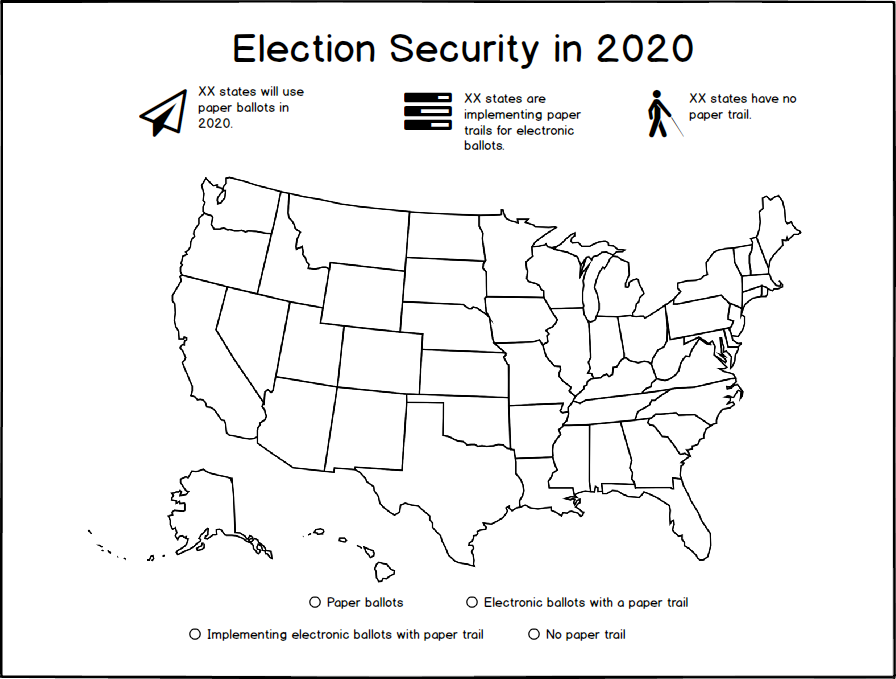 Election Security in 2020
XX states will use
paper ballots in
2020.
XX states are
implementing paper
trails for electronic
ballots.
XX states have no
paper trail.
Paper ballots
Electronic ballots with a paper trail
Implementing electronic ballots with paper trail
No paper trail